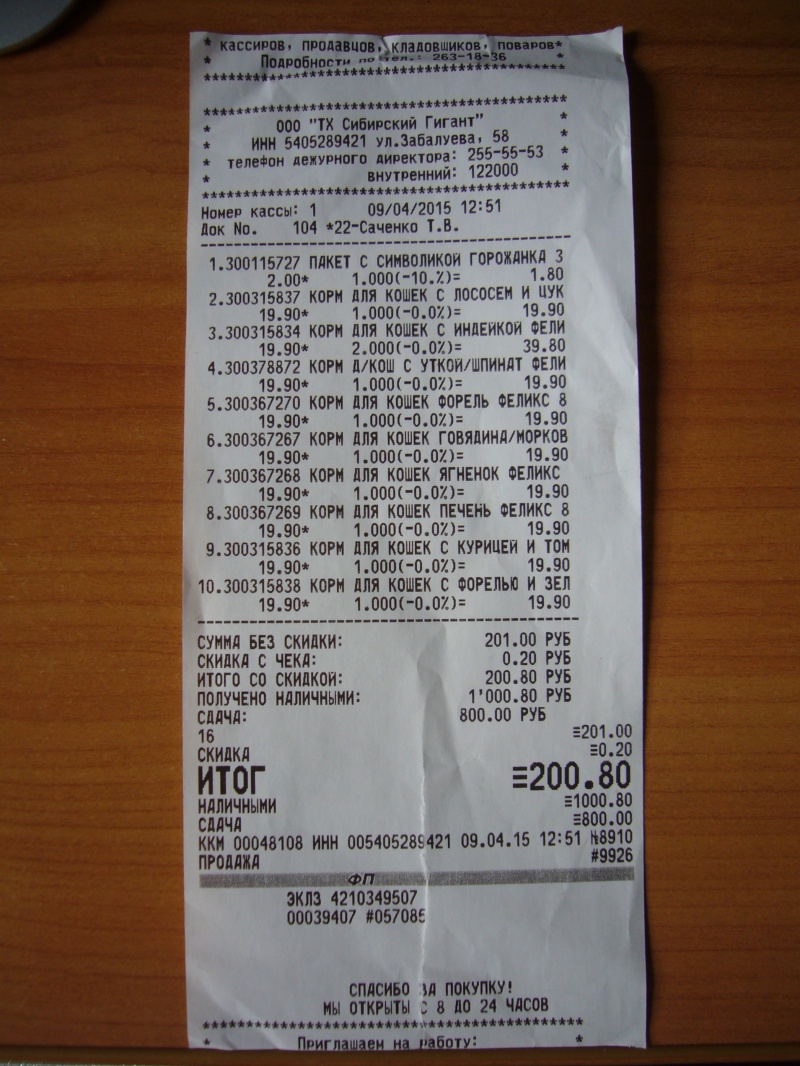 * кассиров, продавцов, кладовщиков, поваров*
* Подробности по тел.: 263-18-36 *
**********************************
**********************************
* ООО "ТХ Сибирский Гигант" *
* ИНН 5405289421 ул.Забалуева, 58 *
* телефон дежурного директора: 255-55-53 *
* внутренний: 122000 *
**********************************
Номер кассы: 1 09/04/2015 12:51
Док No. 104 *22-Саченко Т.В.
------------------------------------------
1.300115727 ПАКЕТ С СИМВОЛИКОЙ ГОРОЖАНКА 3
2.00* 1.000(-10.%)= 1.80
2.300315837 КОРМ ДЛЯ КОШЕК С ЛОСОСЕМ И ЦУК
19.90* 1.000(-0.0%)= 19.90
3.300315834 КОРМ ДЛЯ КОШЕК С ИНДЕЙКОЙ ФЕЛИ
19.90* 2.000(-0.0%)= 39.80
4.300378872 КОРМ Д/КОШ С УТКОЙ/ШПИНАТ ФЕЛИ
19.90* 1.000(-0.0%)= 19.90
5.300367270 КОРМ ДЛЯ КОШЕК ФОРЕЛЬ ФЕЛИКС 8
19.90* 1.000(-0.0%)= 19.90
6.300367267 КОРМ ДЛЯ КОШЕК ГОВЯДИНА/МОРКОВ
19.90* 1.000(-0.0%)= 19.90
7.300367268 КОРМ ДЛЯ КОШЕК ЯГНЕНОК ФЕЛИКС
19.90* 1.000(-0.0%)= 19.90
8.300367269 КОРМ ДЛЯ КОШЕК ПЕЧЕНЬ ФЕЛИКС 8
19.90* 1.000(-0.0%)= 19.90
9.300315836 КОРМ ДЛЯ КОШЕК С КУРИЦЕЙ И ТОМ
19.90* 1.000(-0.0%)= 19.90
10.300315838 КОРМ ДЛЯ КОШЕК С ФОРЕЛЬЮ И ЗЕЛ
19.90* 1.000(-0.0%)= 19.90
------------------------------------------
СУММА БЕЗ СКИДКИ: 201.00 РУБ
СКИДКА С ЧЕКА: 0.20 РУБ
ИТОГО СО СКИДКОЙ: 200.80 РУБ
ПОЛУЧЕНО НАЛИЧНЫМИ: 1'000.80 РУБ
СДАЧА: 800.00 РУБ
16 ≡201.00
СКИДКА ≡0.20
ИТОГ ≡200.80
НАЛИЧНЫМИ ≡1000.80
СДАЧА ≡800.00
ККМ 00048108 ИНН 005405289421 09.04.15 12:51 №8910
ПРОДАЖА #9926
ФП
ЭКЛЗ 4210349507
00039407 #057085
СПАСИБО ЗА ПОКУПКУ!
МЫ ОТКРЫТЫ С 8 ДО 24 ЧАСОВ
**********************************
* Приглашаем на работу: *